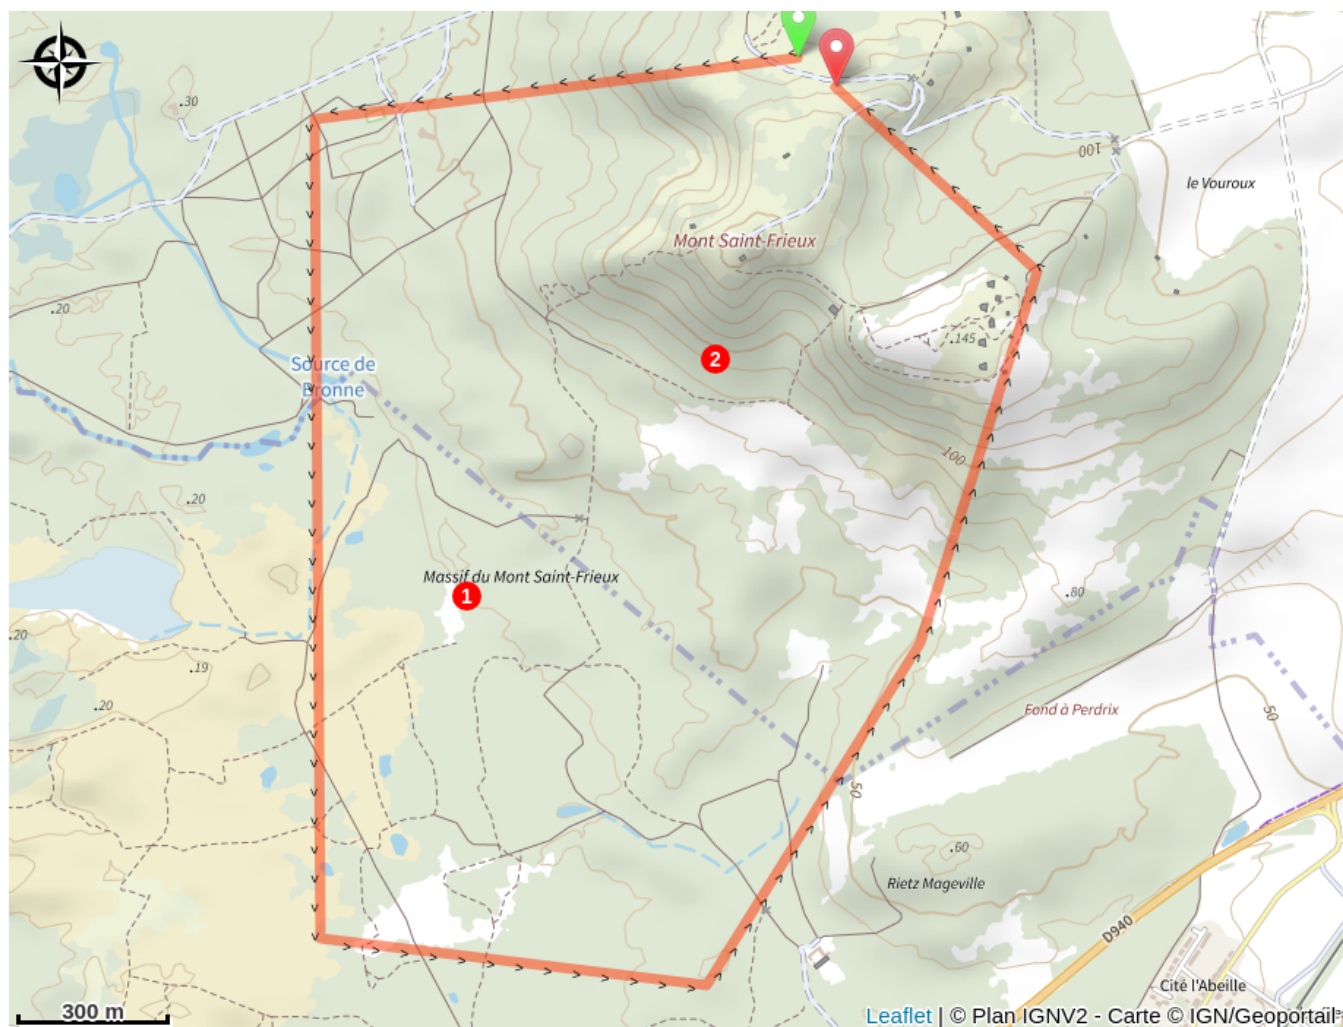 .30
100
le Vouroux
Mont Saint-Frieux
.20
.145
Source de
Bronne
2
100
.20
Massif du Mont Saint-Frieux
1
.80
.20
.19
.20
Fond à Perdrix
50
50
.60
Rietz Mageville
D940
Cité l'Abeille
300 m
Leaflet | © Plan IGNV2 - Carte © IGN/Geoportail